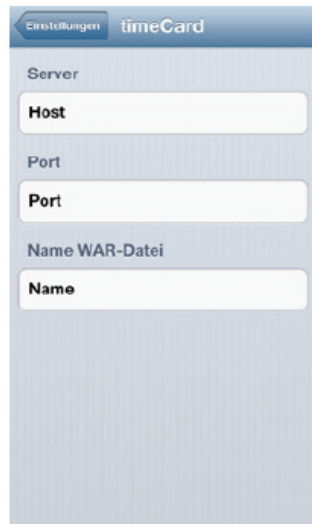 Einstellungen timeCard
Server
Host
Port
Port
Name WAR-Datei
Name